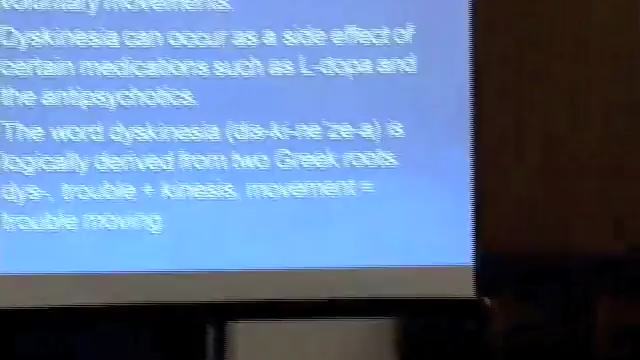 voluntary movements.
Dyskinesia can occur as a side effect of
certain medications such as L-dopa and
the antipsychotics.
The word dyskinesia (dis-ki-ne'ze-a) is
logically derived from two Greek roots:
dys-, trouble + kinesis, movement =
trouble moving